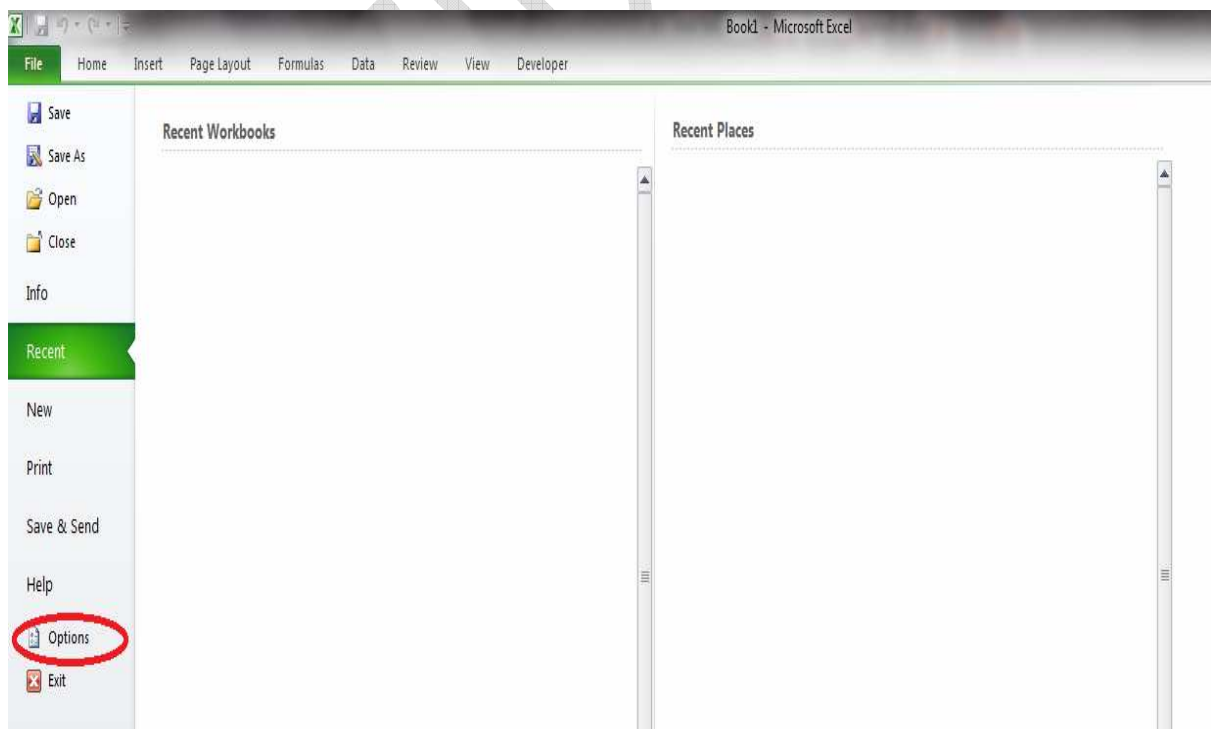 Book1 - Microsoft Excel
File Home Insert Page Layout Formulas Data Review View Developer
Save
Save As
Open
Close
Info
Recent
New
Print
Save & Send
Help
Options
Exit
Recent Workbooks
Recent Places